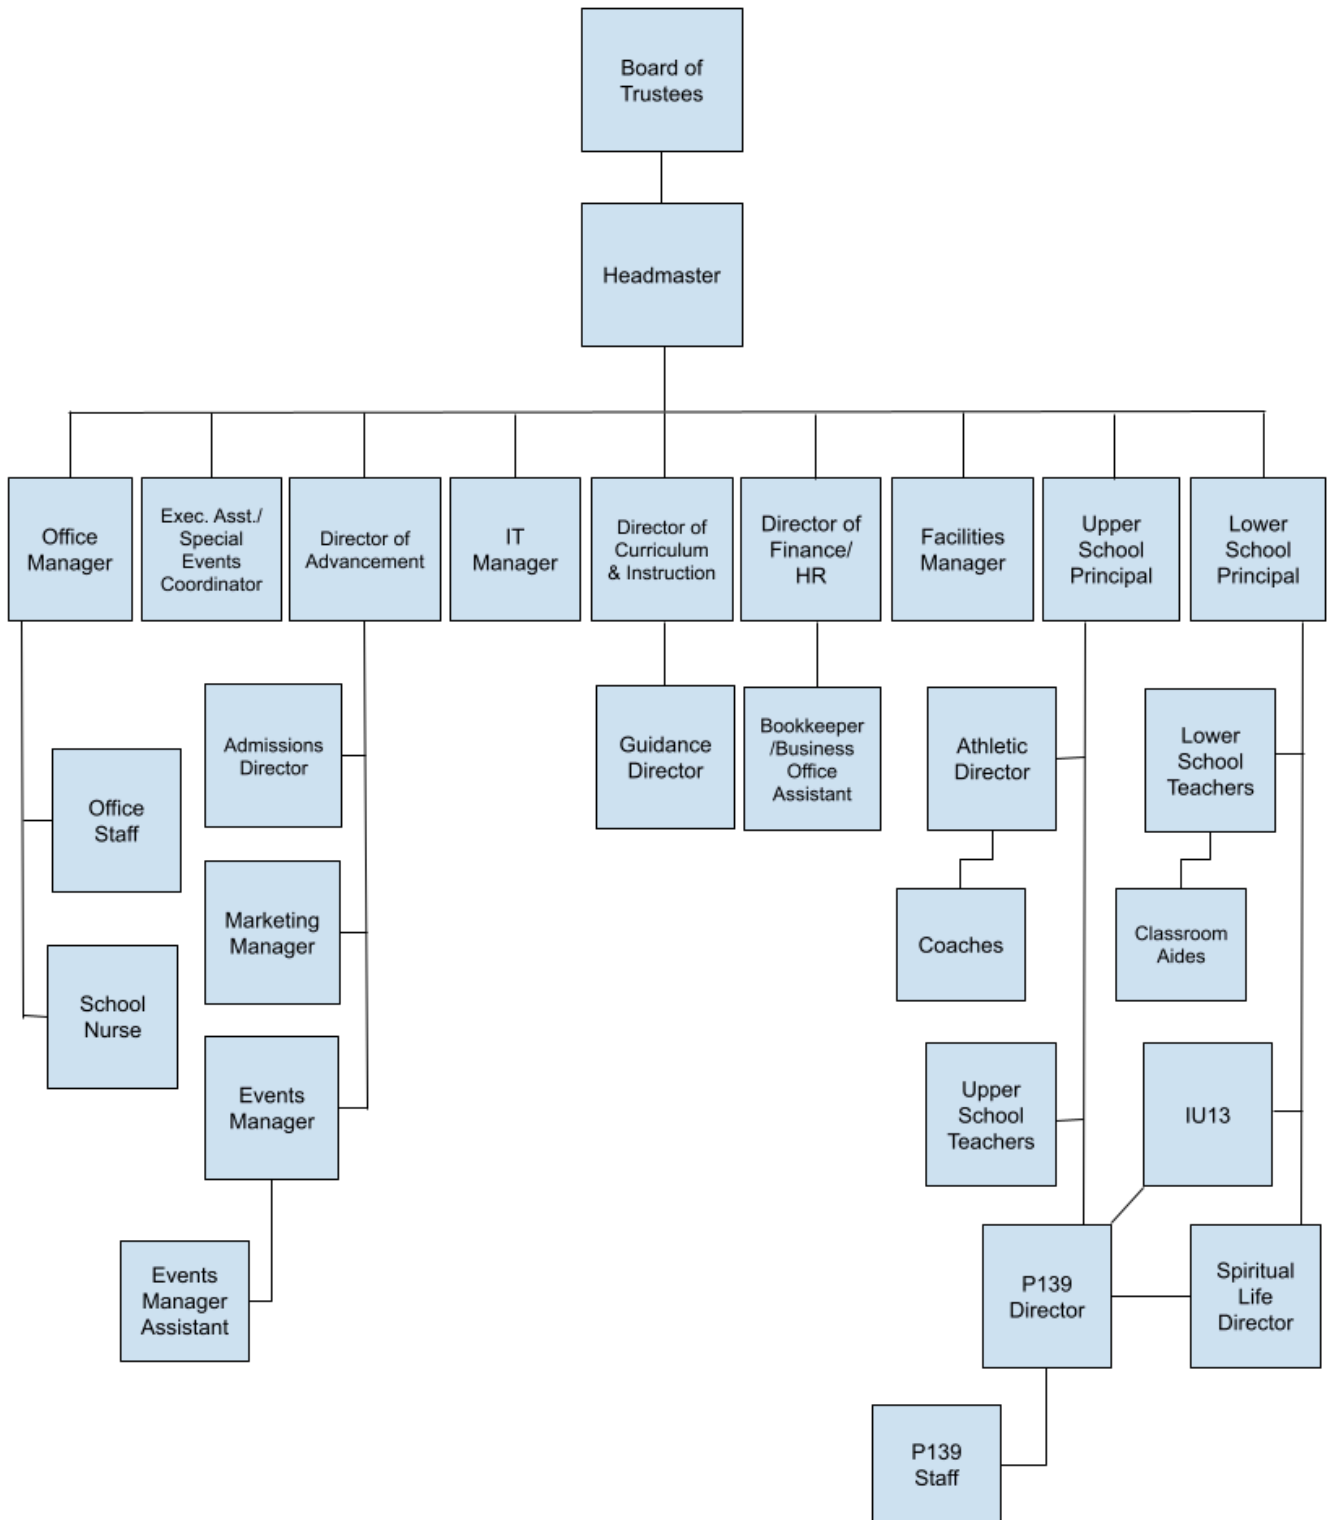 Board of
Trustees
Headmaster
Office
Manager
Exec. Asst./
Special
Events
Coordinator
Director of
Advancement
IT
Manager
Director of
Curriculum
& Instruction
Director of
Finance/
HR
Facilities
Manager
Upper
School
Principal
Lower
School
Principal
Admissions
Director
Guidance
Director
Bookkeeper
/Business
Office
Assistant
Athletic
Director
Lower
School
Teachers
Office
Staff
Marketing
Manager
Coaches
Classroom
Aides
School
Nurse
Events
Manager
Upper
School
Teachers
IU13
Events
Manager
Assistant
P139
Director
Spiritual
Life
Director
P139
Staff